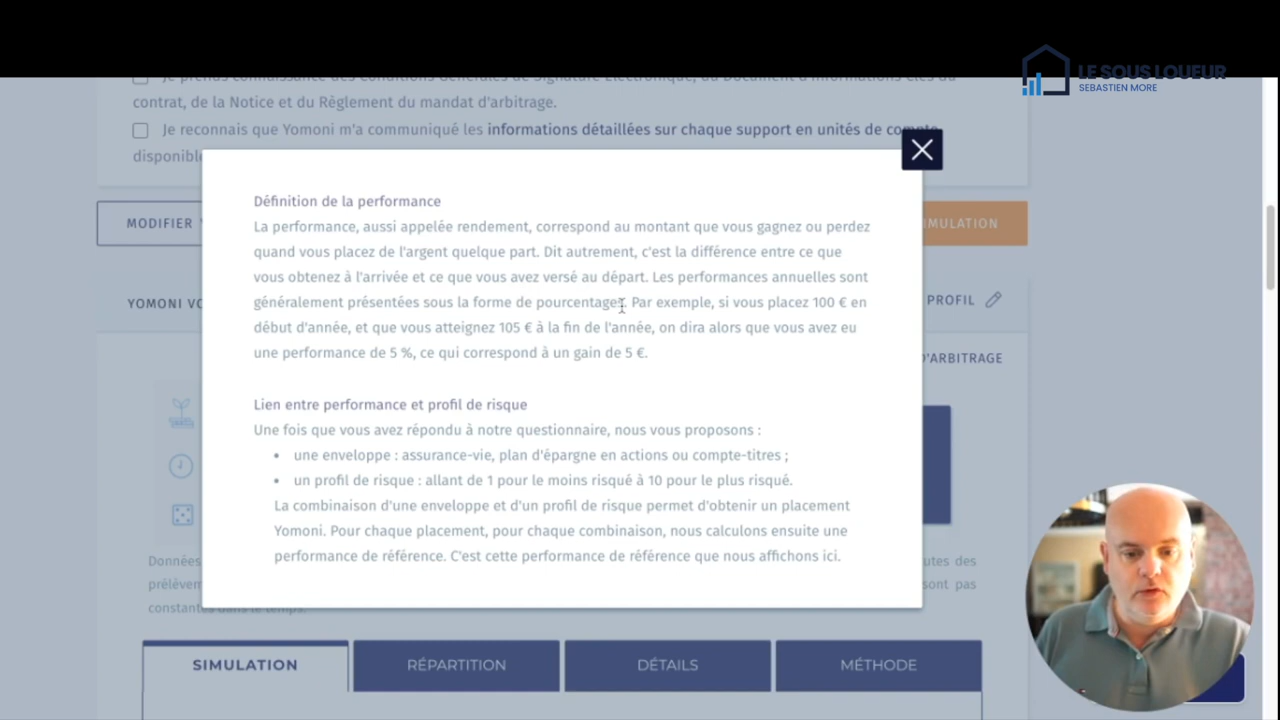 LE SOUS LOUEUR
SEBASTIEN MORE
contrat, de la Notice et du Règlement du mandat d'arbitrage.
Je reconnais que Yomoni m'a communiqué les informations détaillées sur chaque support en unités de compte
MODIFIER
YOMONI
PROFIL
D'ARBITRAGE
Définition de la performance
La performance, aussi appelée rendement, correspond au montant que vous gagnez ou perdez
quand vous placez de l'argent quelque part. Dit autrement, c'est la différence entre ce que
vous obtenez à l'arrivée et ce que vous avez versé au départ. Les performances annuelles sont
généralement présentées sous la forme de pourcentages. Par exemple, si vous placez 100 € en
début d'année, et que vous atteignez 105 € à la fin de l'année, on dira alors que vous avez eu
une performance de 5 %, ce qui correspond à un gain de 5 €.
Lien entre performance et profil de risque
Une fois que vous avez répondu à notre questionnaire, nous vous proposons :
• une enveloppe : assurance-vie, plan d'épargne en actions ou compte-titres ;
• un profil de risque : allant de 1 pour le moins risqué à 10 pour le plus risqué.
La combinaison d'une enveloppe et d'un profil de risque permet d'obtenir un placement
Yomoni. Pour chaque placement, pour chaque combinaison, nous calculons ensuite une
performance de référence. C'est cette performance de référence que nous affichons ici.
Données
des
sont pas
constantes dans le temps.
SIMULATION
RÉPARTITION
DÉTAILS
MÉTHODE